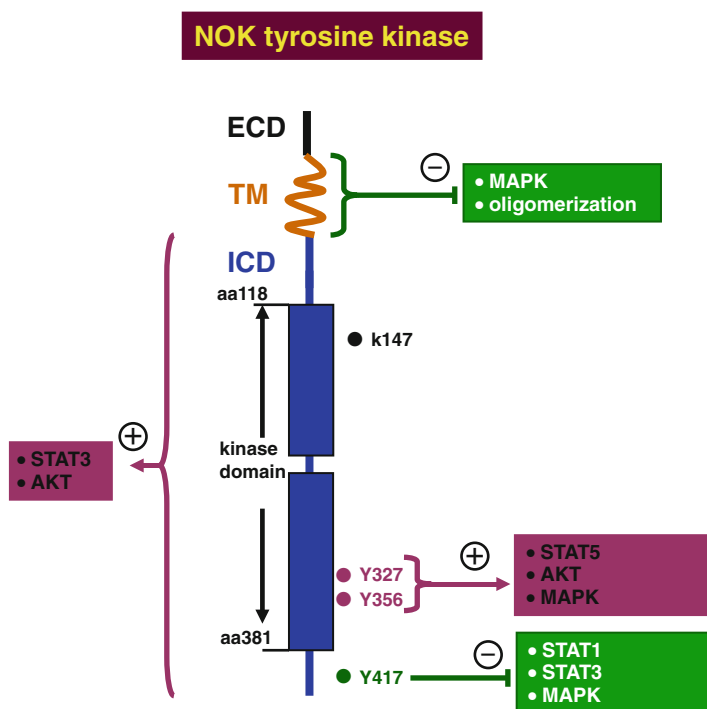 NOK tyrosine kinase
ECD
TM
ICD
−
• MAPK
• oligomerization
aa118
• k147
kinase
domain
+
• STAT3
• AKT
• Y327
• Y356
+
• STAT5
• AKT
• MAPK
aa381
• Y417
−
• STAT1
• STAT3
• MAPK